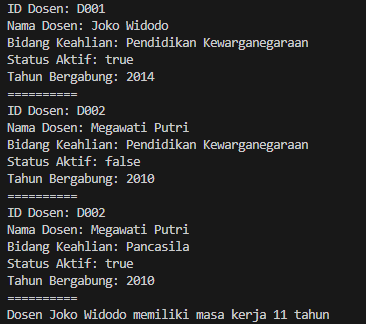 ID Dosen: D001
Nama Dosen: Joko Widodo
Bidang Keahlian: Pendidikan Kewarganegaraan
Status Aktif: true
Tahun Bergabung: 2014
==========
ID Dosen: D002
Nama Dosen: Megawati Putri
Bidang Keahlian: Pendidikan Kewarganegaraan
Status Aktif: false
Tahun Bergabung: 2010
==========
ID Dosen: D002
Nama Dosen: Megawati Putri
Bidang Keahlian: Pancasila
Status Aktif: true
Tahun Bergabung: 2010
==========
Dosen Joko Widodo memiliki masa kerja 11 tahun